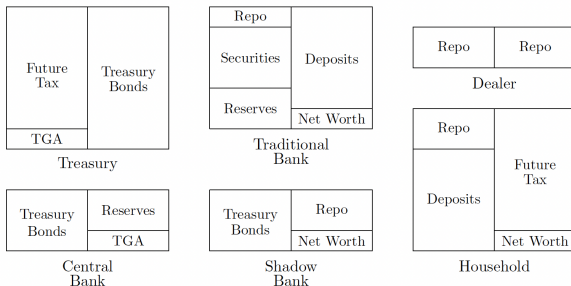 Future
Tax
TGA
Treasury
Bonds
Treasury
Repo
Securities
Reserves
Deposits
Net Worth
Traditional
Bank
Repo
Repo
Dealer
Treasury
Bonds
Reserves
TGA
Central
Bank
Treasury
Bonds
Repo
Net Worth
Shadow
Bank
Repo
Deposits
Future
Tax
Net Worth
Household